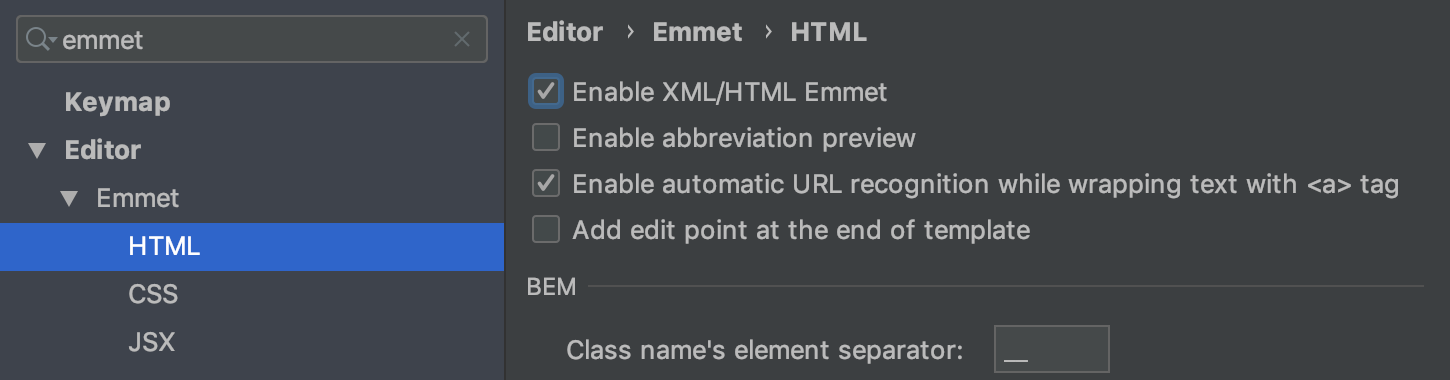 emmet
Keymap
Editor
Emmet
HTML
CSS
JSX
Editor › Emmet › HTML
Enable XML/HTML Emmet
Enable abbreviation preview
Enable automatic URL recognition while wrapping text with <a> tag
Add edit point at the end of template
BEM
Class name's element separator: __